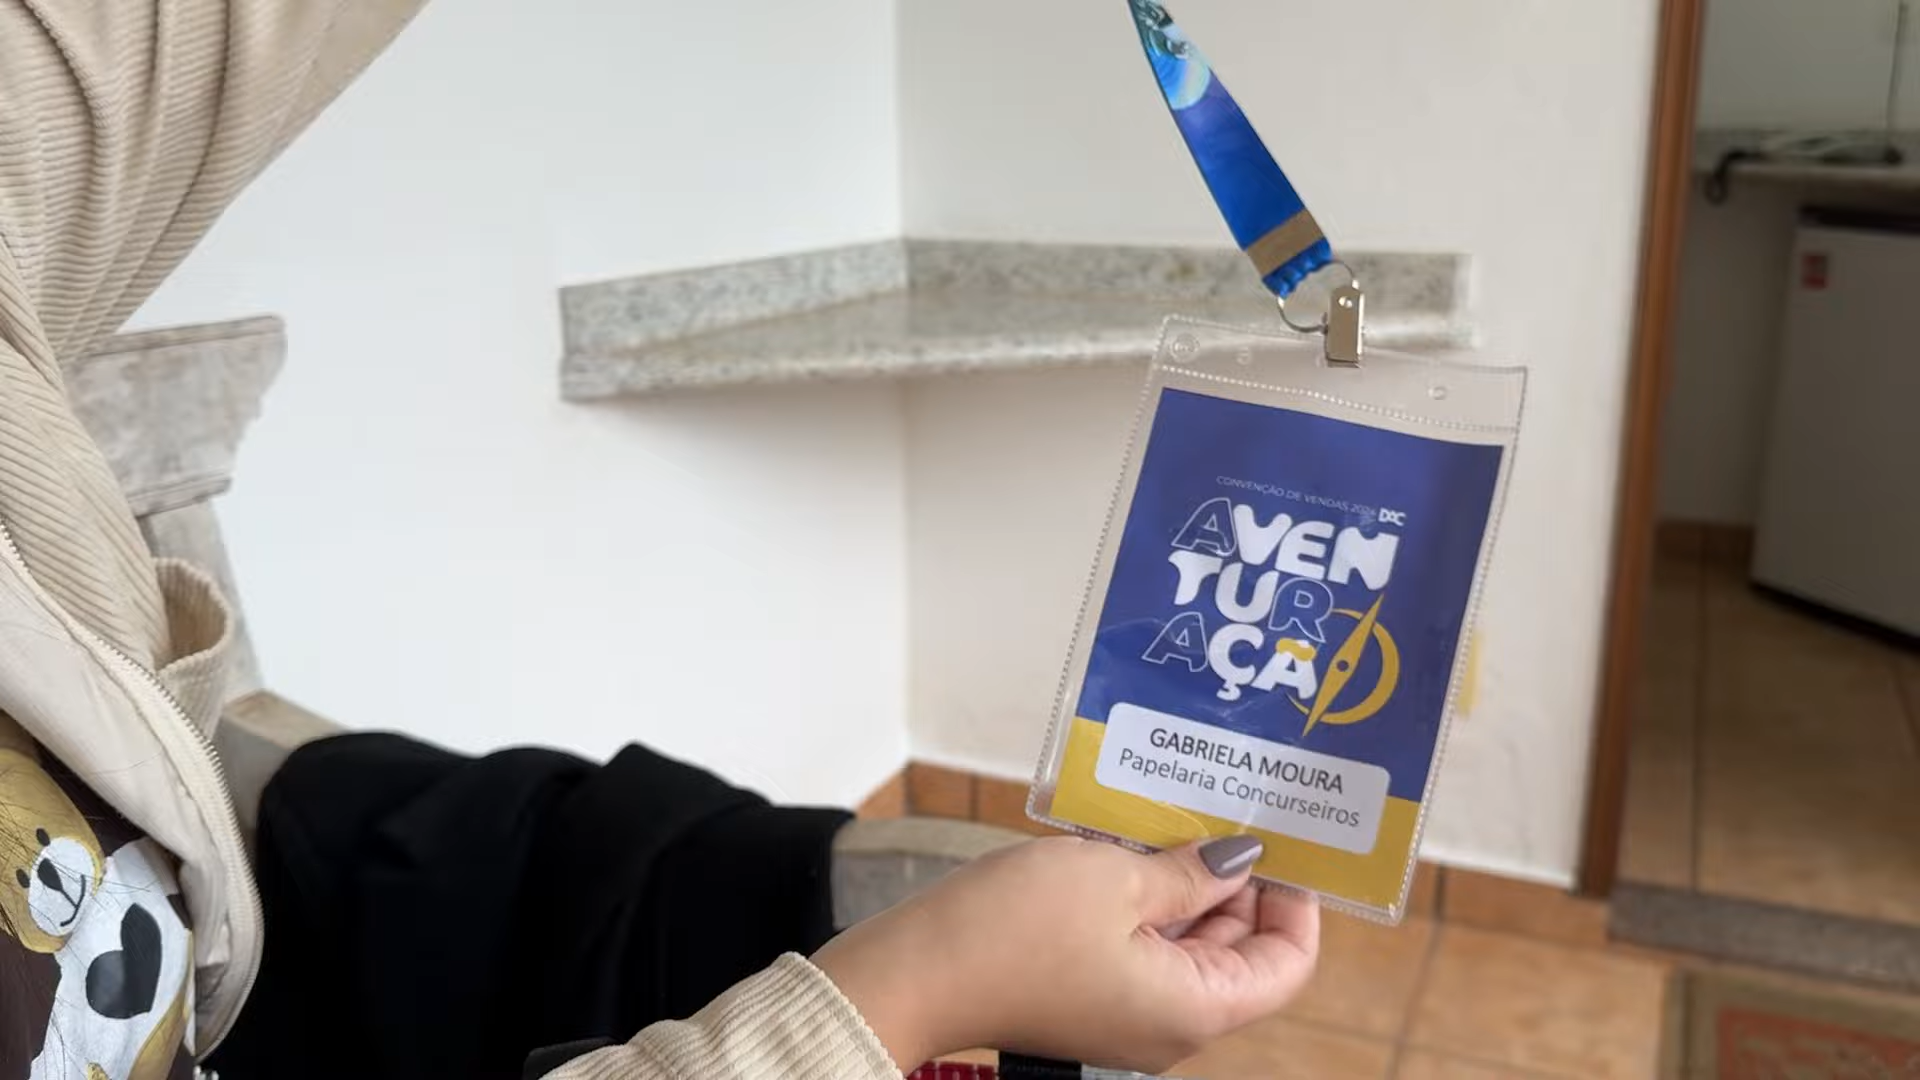 CONVENÇÃO DE VENDAS 2024 DAC
AVEN
TUR
AÇÃO
GABRIELA MOURA
Papelaria Concurseiros